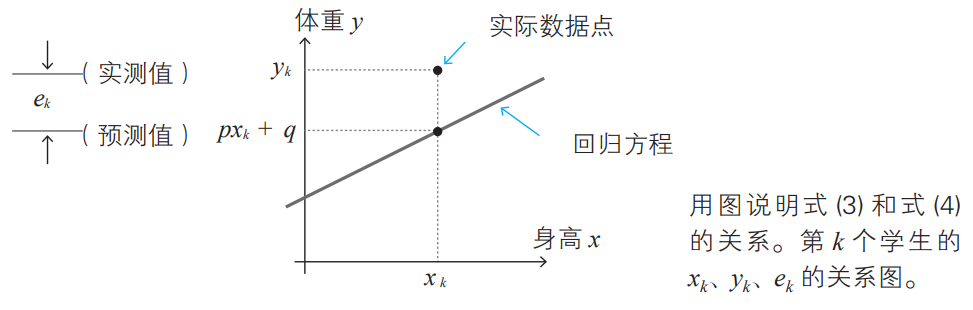 体重 y
实际数据点
(实测值)
yₖ
eₖ
(预测值)
pxₖ + q
回归方程
身高 x
xₖ
用图说明式 (3) 和式 (4)
的关系。第 k 个学生的
xₖ、yₖ、eₖ 的关系图。